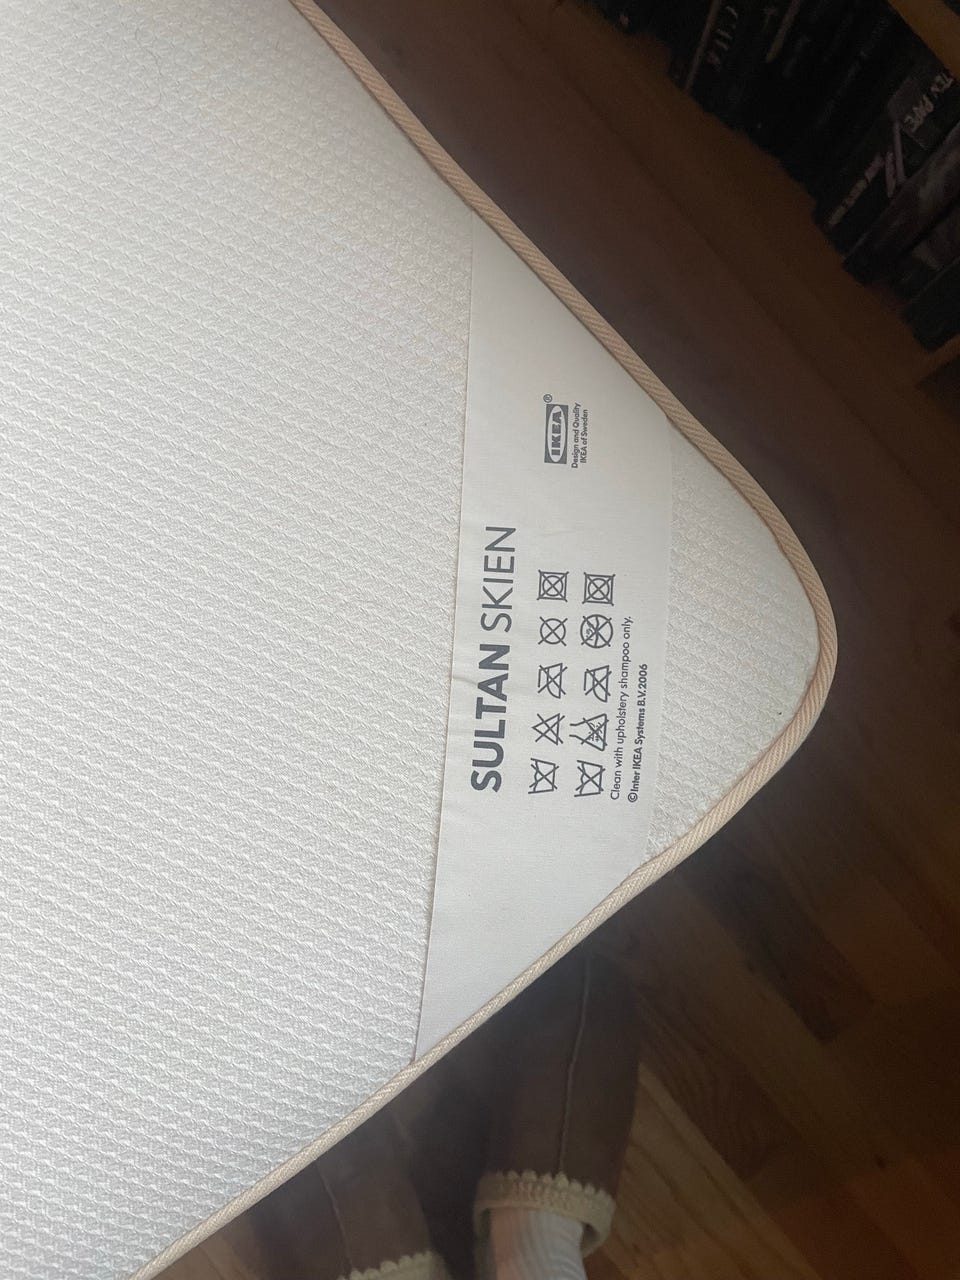 IKEA®
Design and Quality
IKEA of Sweden
SULTAN SKIEN
Clean with upholstery shampoo only.
© Inter IKEA Systems B.V. 2006